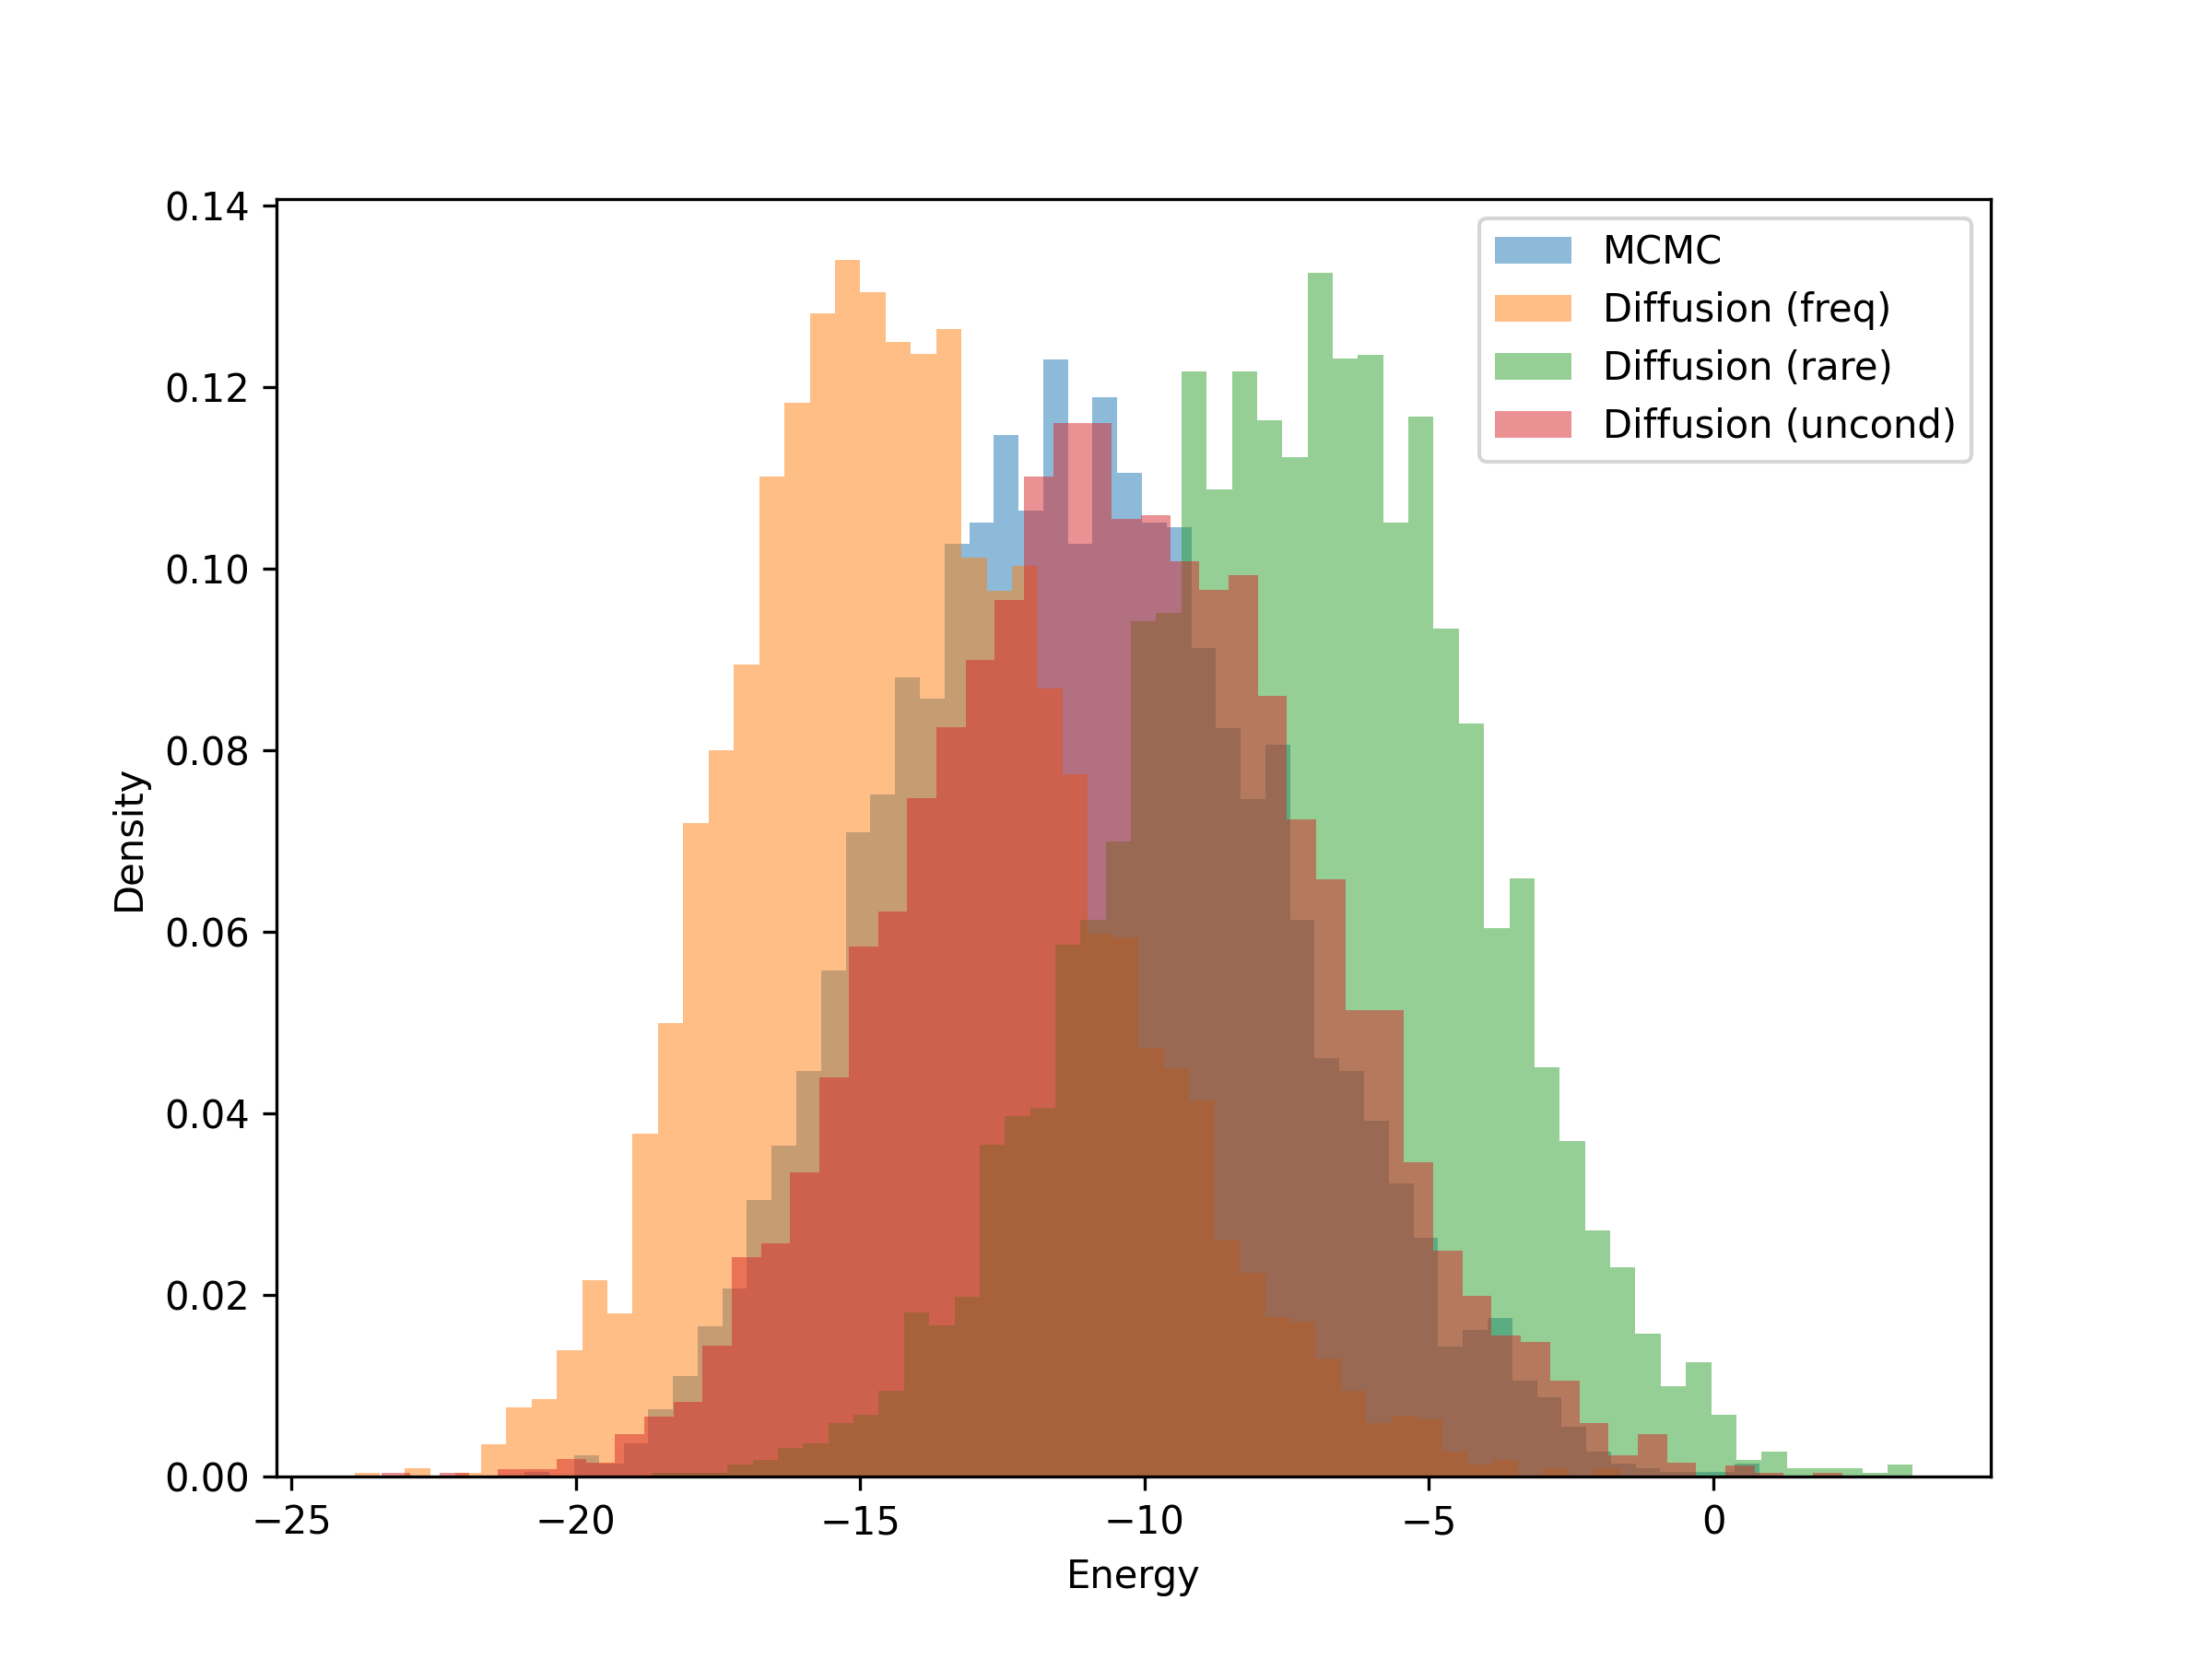 0.14
0.12
0.10
0.08
0.06
0.04
0.02
0.00
Density
−25
−20
−15
−10
−5
0
Energy
MCMC
Diffusion (freq)
Diffusion (rare)
Diffusion (uncond)